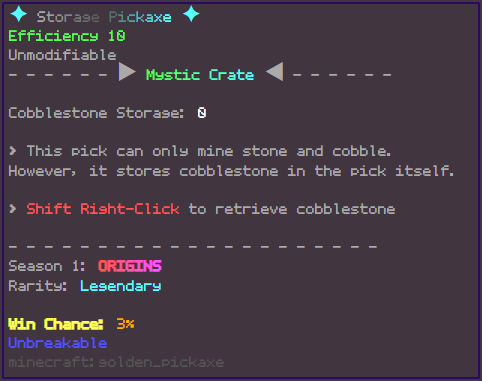 ✦ Storage Pickaxe ✦
Efficiency 10
Unmodifiable
- - - - - - ▶ Mystic Crate ◀ - - - - - -
Cobblestone Storage: 0
> This pick can only mine stone and cobble.
However, it stores cobblestone in the pick itself.
> Shift Right-Click to retrieve cobblestone
- - - - - - - - - - - - - - - - - - - - -
Season 1: ORIGINS
Rarity: Legendary
Win Chance: 3%
Unbreakable
minecraft:golden_pickaxe